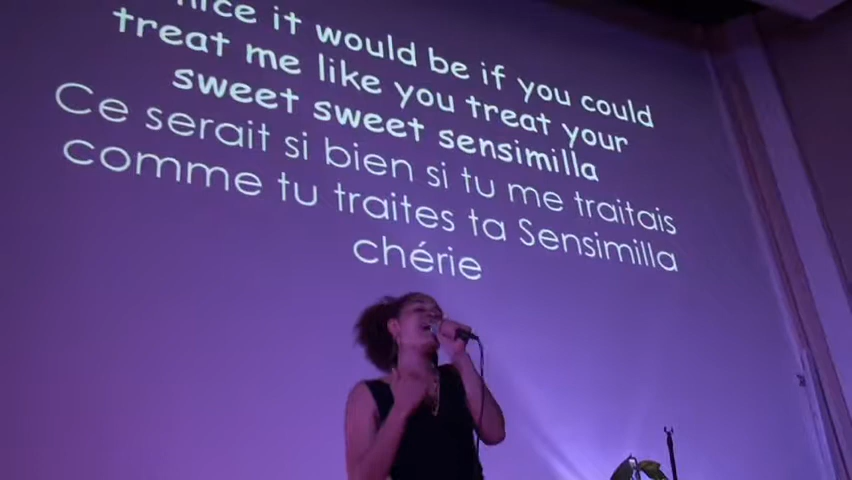 nice it would be if you could
treat me like you treat your
sweet sweet sensimilla
Ce serait si bien si tu me traitais
comme tu traites ta Sensimilla
chérie